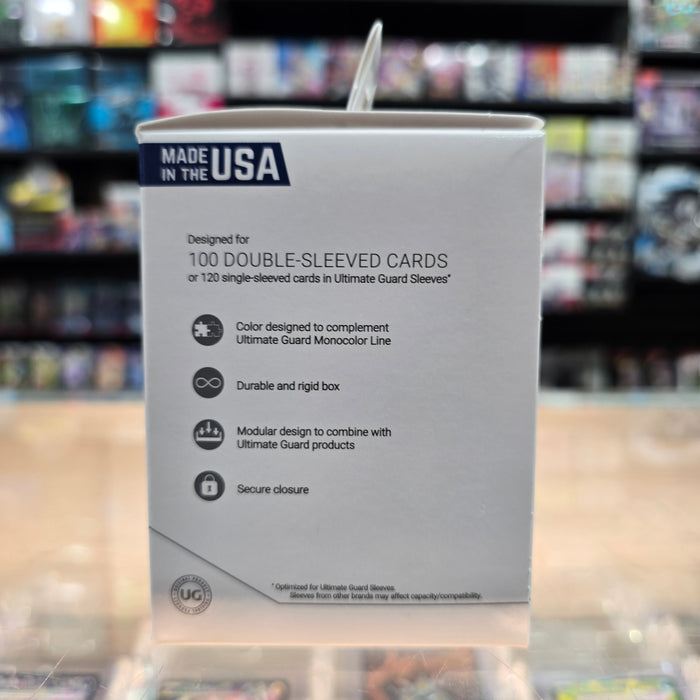 MADE
IN THE USA
Designed for
100 DOUBLE-SLEEVED CARDS
or 120 single-sleeved cards in Ultimate Guard Sleeves*
Color designed to complement
Ultimate Guard Monocolor Line
Durable and rigid box
Modular design to combine with
Ultimate Guard products
Secure closure
UG
* Optimized for Ultimate Guard Sleeves.
Sleeves from other brands may affect capacity/compatibility.